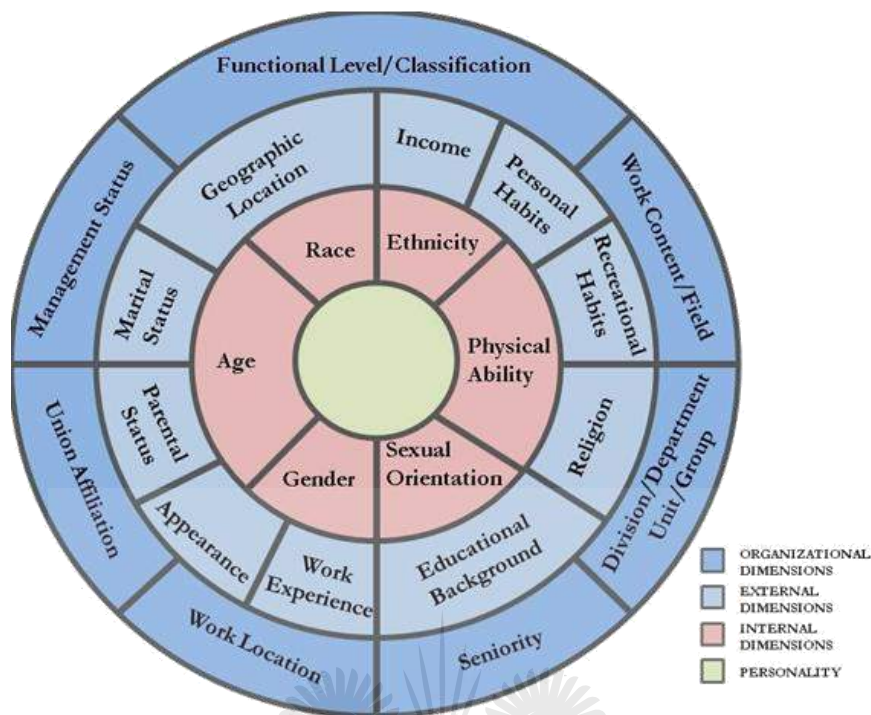 Functional Level/Classification
Work Content/Field
Division/Department
Unit/Group
Seniority
Work Location
Union Affiliation
Management Status
Geographic
Location
Income
Personal
Habits
Recreational
Habits
Religion
Educational
Background
Work
Experience
Appearance
Parental
Status
Marital
Status
Race
Ethnicity
Physical
Ability
Sexual
Orientation
Gender
Age
ORGANIZATIONAL
DIMENSIONS
EXTERNAL
DIMENSIONS
INTERNAL
DIMENSIONS
PERSONALITY